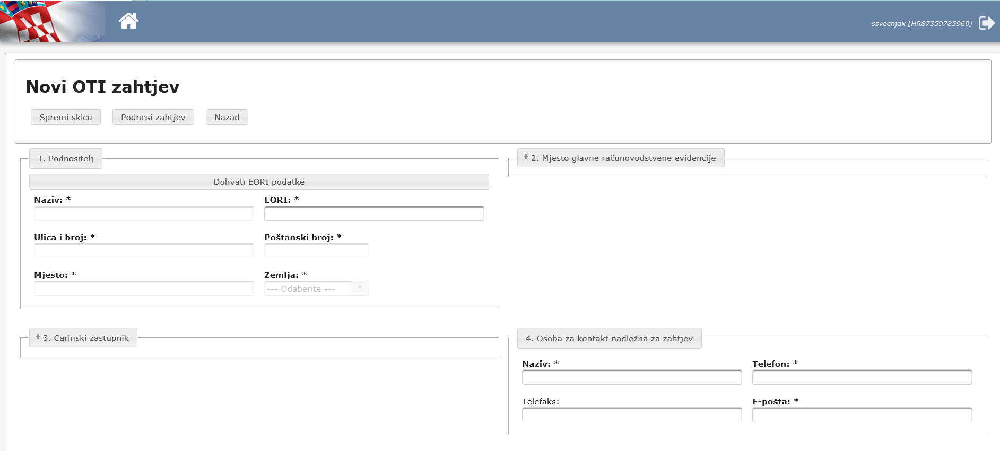 ssvecnjak [HR87359785969]
Novi OTI zahtjev
Spremi skicu Podnesi zahtjev Nazad
1. Podnositelj
Dohvati EORI podatke
Naziv: * EORI: *
Ulica i broj: * Poštanski broj: *
Mjesto: * Zemlja: *
--- Odaberite ---
2. Mjesto glavne računovodstvene evidencije
3. Carinski zastupnik
4. Osoba za kontakt nadležna za zahtjev
Naziv: * Telefon: *
Telefaks: E-pošta: *